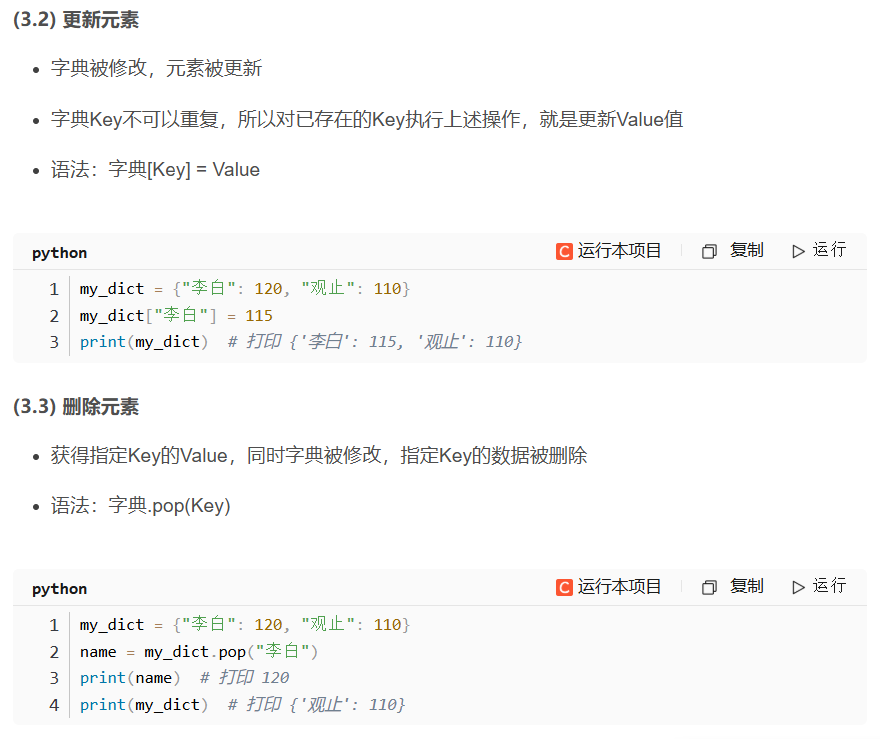 (3.2) 更新元素
• 字典被修改，元素被更新
• 字典Key不可以重复，所以对已存在的Key执行上述操作，就是更新Value值
• 语法：字典[Key] = Value
python C 运行本项目 复制 运行
1 my_dict = {"李白": 120, "观止": 110}
2 my_dict["李白"] = 115
3 print(my_dict)  # 打印 {'李白': 115, '观止': 110}
(3.3) 删除元素
• 获得指定Key的Value，同时字典被修改，指定Key的数据被删除
• 语法：字典.pop(Key)
python C 运行本项目 复制 运行
1 my_dict = {"李白": 120, "观止": 110}
2 name = my_dict.pop("李白")
3 print(name)  # 打印 120
4 print(my_dict)  # 打印 {'观止': 110}